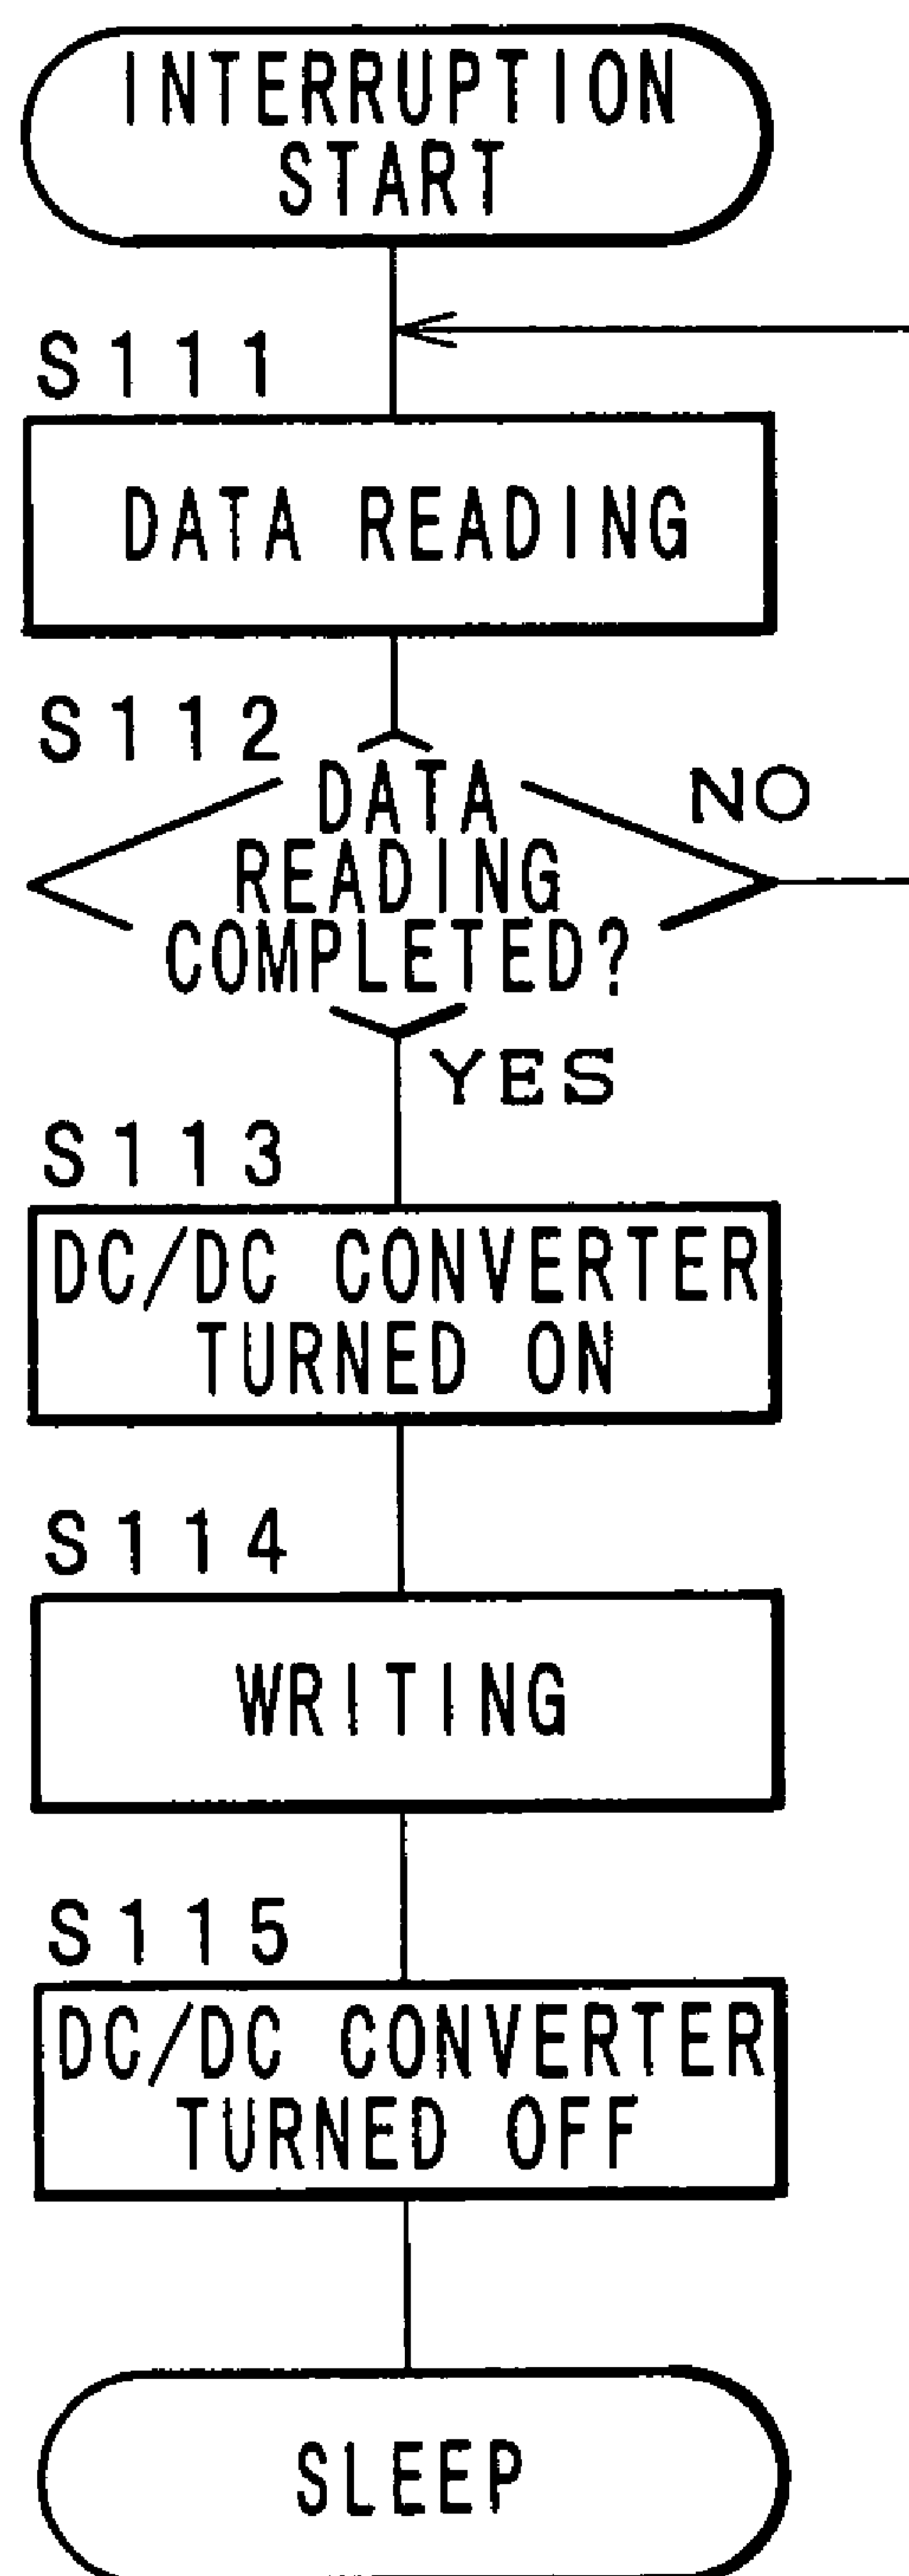 INTERRUPTION
START
S111
DATA READING
S112
DATA
READING
COMPLETED?
NO
YES
S113
DC/DC CONVERTER
TURNED ON
S114
WRITING
S115
DC/DC CONVERTER
TURNED OFF
SLEEP